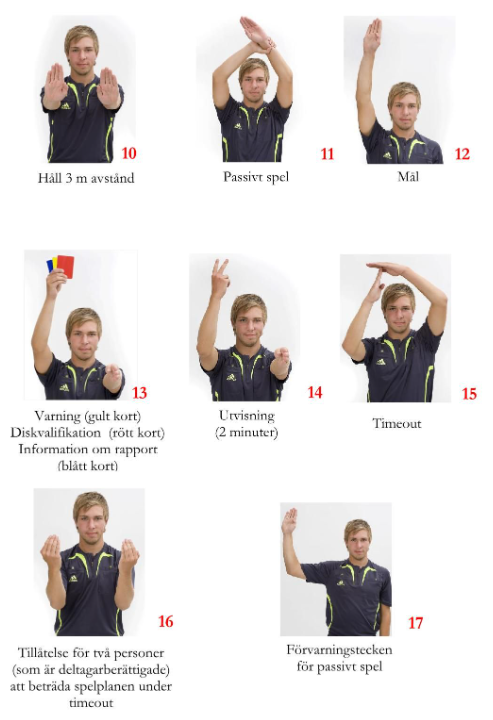 10
Håll 3 m avstånd
11
Passivt spel
12
Mål
13
Varning (gult kort)
Diskvalifikation (rött kort)
Information om rapport
(blått kort)
14
Utvisning
(2 minuter)
15
Timeout
16
Tillåtelse för två personer
(som är deltagarberättigade)
att beträda spelplanen under
timeout
17
Förvarningstecken
för passivt spel